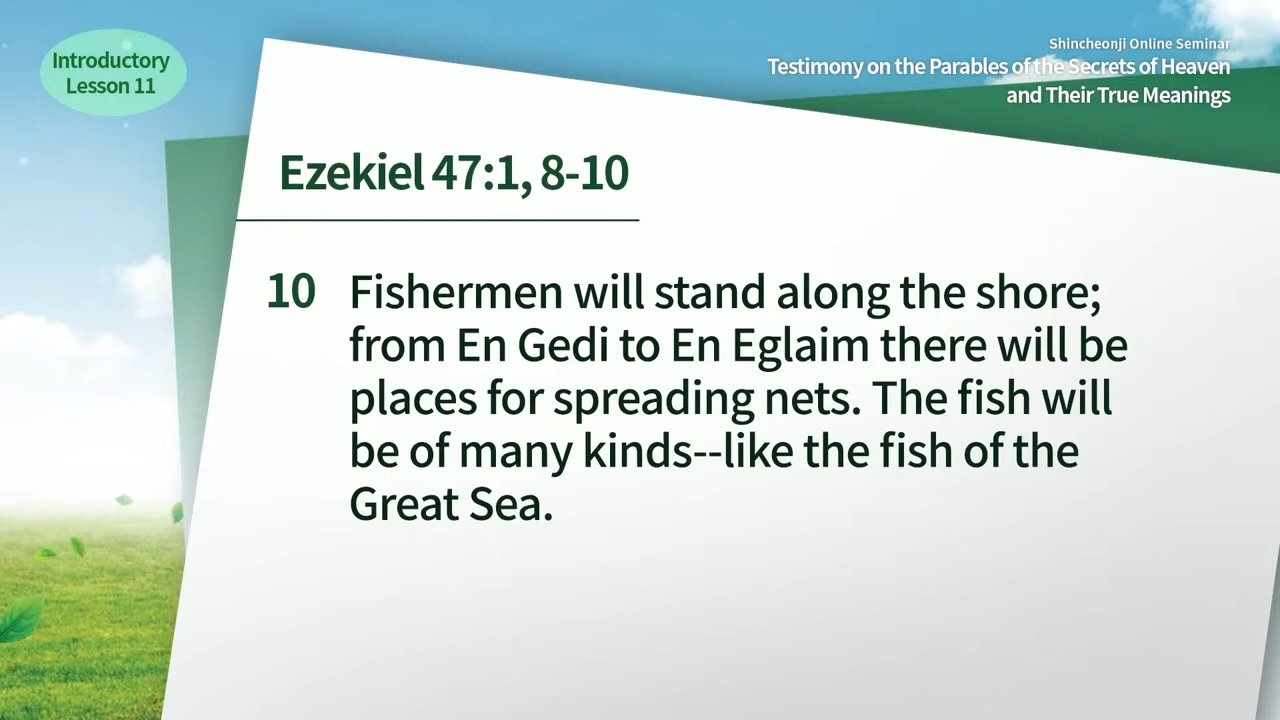 Introductory
Lesson 11
Shincheonji Online Seminar
Testimony on the Parables of the Secrets of Heaven
and Their True Meanings
Ezekiel 47:1, 8-10
10 Fishermen will stand along the shore;
from En Gedi to En Eglaim there will be
places for spreading nets. The fish will
be of many kinds--like the fish of the
Great Sea.